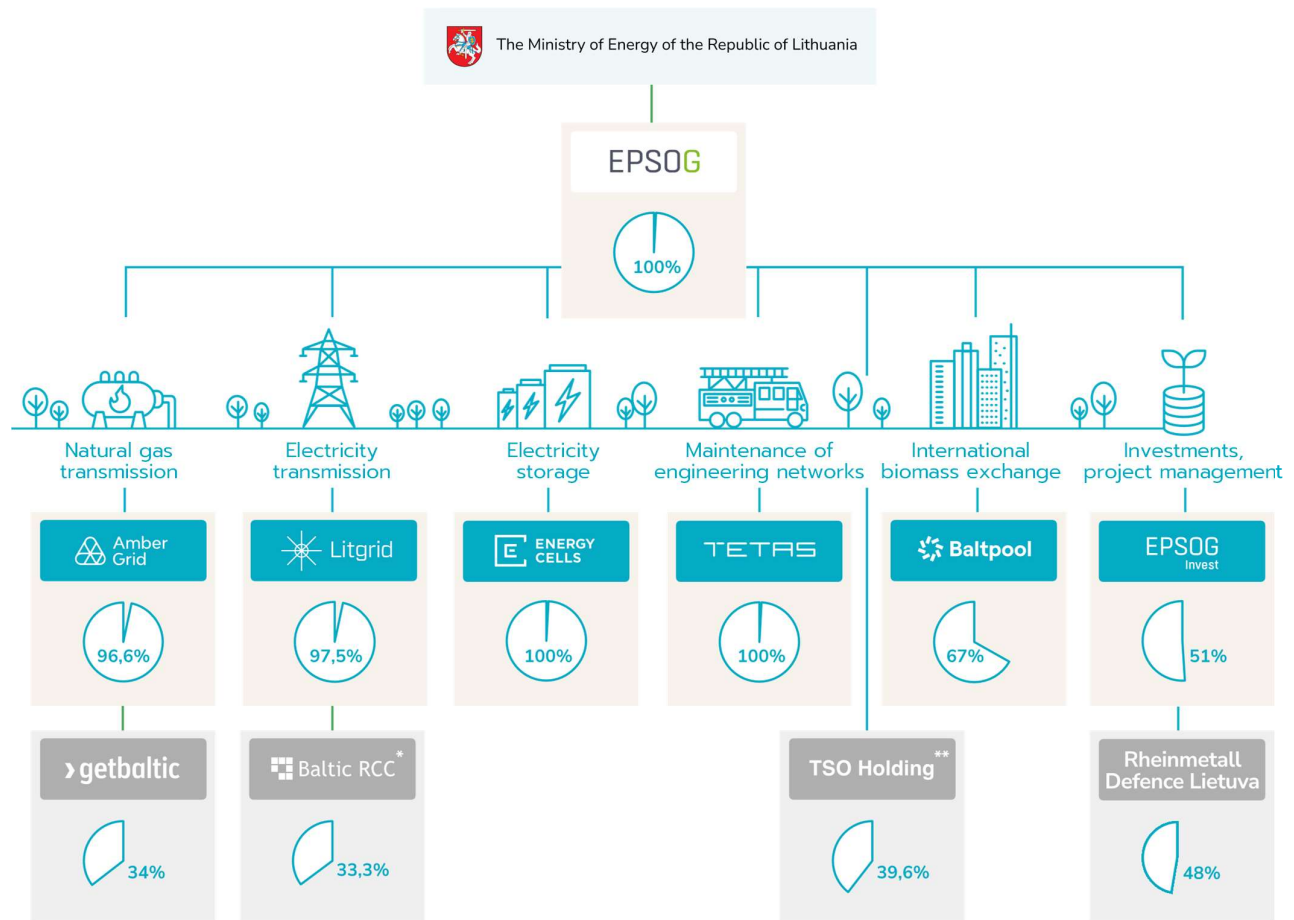 The Ministry of Energy of the Republic of Lithuania
EPSOG
100%
Natural gas
transmission
Electricity
transmission
Electricity
storage
Maintenance of
engineering networks
International
biomass exchange
Investments,
project management
Amber
Grid
96,6%
Litgrid
97,5%
E ENERGY
CELLS
100%
TETAS
100%
Baltpool
67%
EPSOG
Invest
51%
getbaltic
34%
Baltic RCC*
33,3%
TSO Holding**
39,6%
Rheinmetall
Defence Lietuva
48%